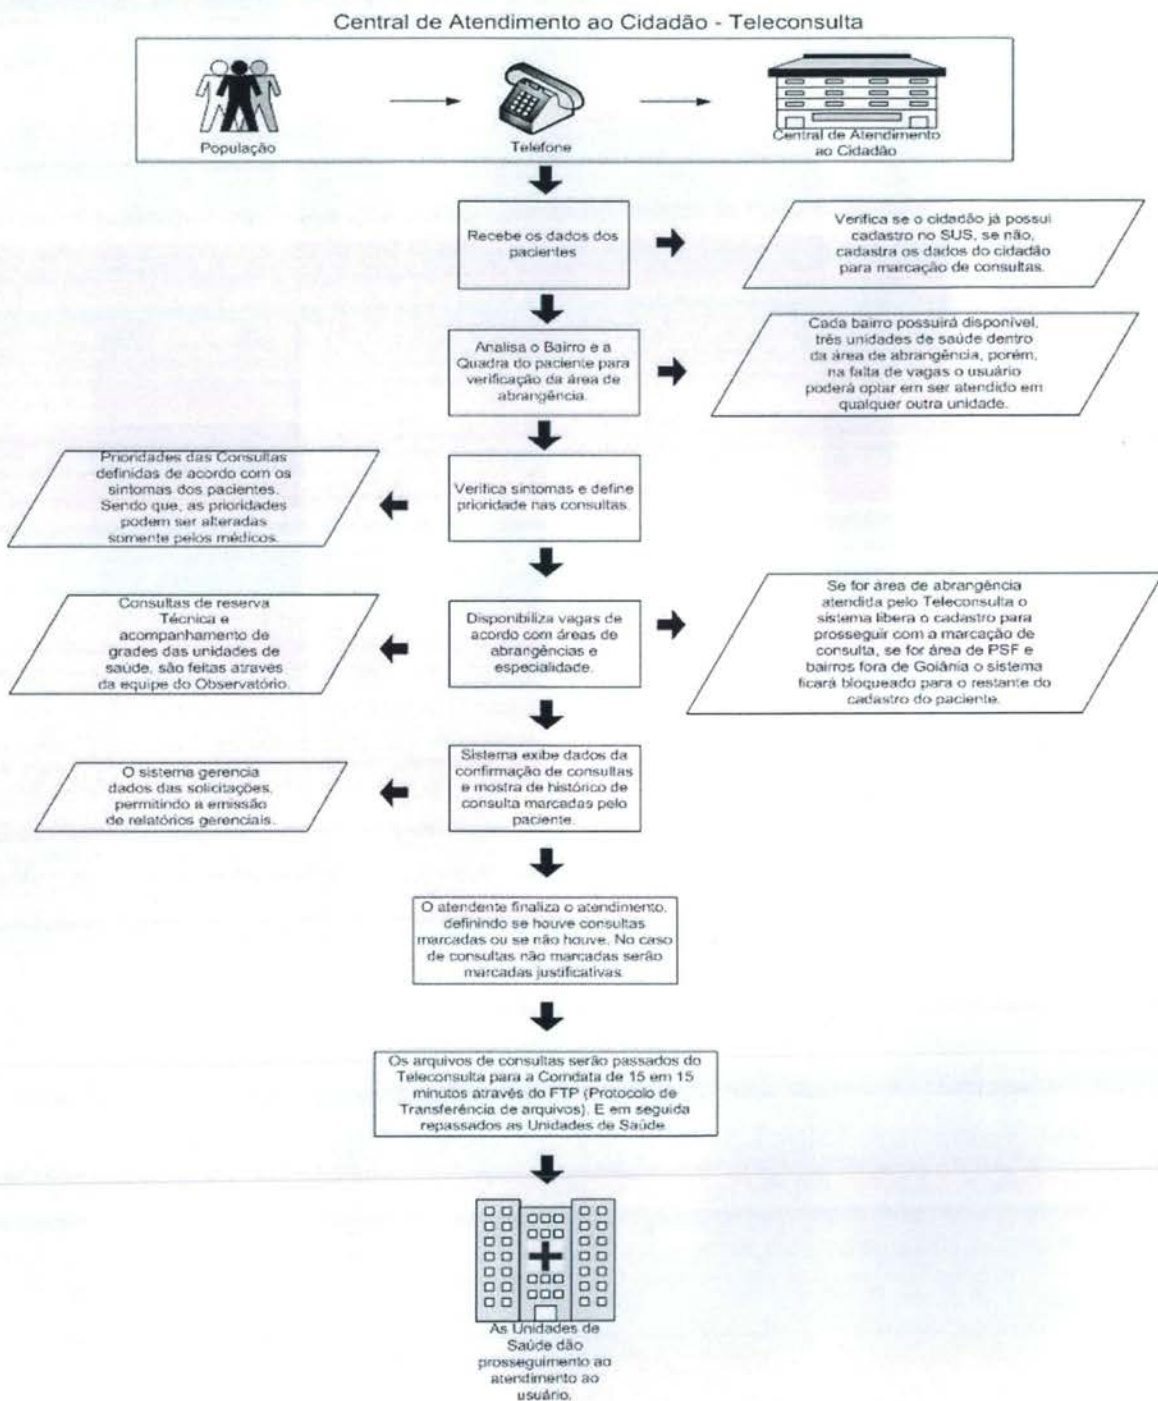 Central de Atendimento ao Cidadão - Teleconsulta
População
Telefone
Central de Atendimento
ao Cidadão
Recebe os dados dos
pacientes
Verifica se o cidadão já possui
cadastro no SUS, se não,
cadastra os dados do cidadão
para marcação de consultas.
Analisa o Bairro e a
Quadra do paciente para
verificação da área de
abrangência.
Cada bairro possuirá disponível,
três unidades de saúde dentro
da área de abrangência, porém,
na falta de vagas o usuário
poderá optar em ser atendido em
qualquer outra unidade.
Prioridades das Consultas
definidas de acordo com os
sintomas dos pacientes.
Sendo que, as prioridades
podem ser alteradas
somente pelos médicos.
Verifica sintomas e define
prioridade nas consultas.
Consultas de reserva
Técnica e
acompanhamento de
grades das unidades de
saúde, são feitas através
da equipe do Observatório.
Disponibiliza vagas de
acordo com áreas de
abrangências e
especialidade.
Se for área de abrangência
atendida pelo Teleconsulta o
sistema libera o cadastro para
prosseguir com a marcação de
consulta, se for área de PSF e
bairros fora de Goiânia o sistema
ficará bloqueado para o restante do
cadastro do paciente.
O sistema gerencia
dados das solicitações,
permitindo a emissão
de relatórios gerenciais.
Sistema exibe dados da
confirmação de consultas
e mostra de histórico de
consulta marcadas pelo
paciente.
O atendente finaliza o atendimento,
definindo se houve consultas
marcadas ou se não houve. No caso
de consultas não marcadas serão
marcadas justificativas.
Os arquivos de consultas serão passados do
Teleconsulta para a Comdata de 15 em 15
minutos através do FTP (Protocolo de
Transferência de arquivos). E em seguida
repassados as Unidades de Saúde.
As Unidades de
Saúde dão
prosseguimento ao
atendimento ao
usuário.